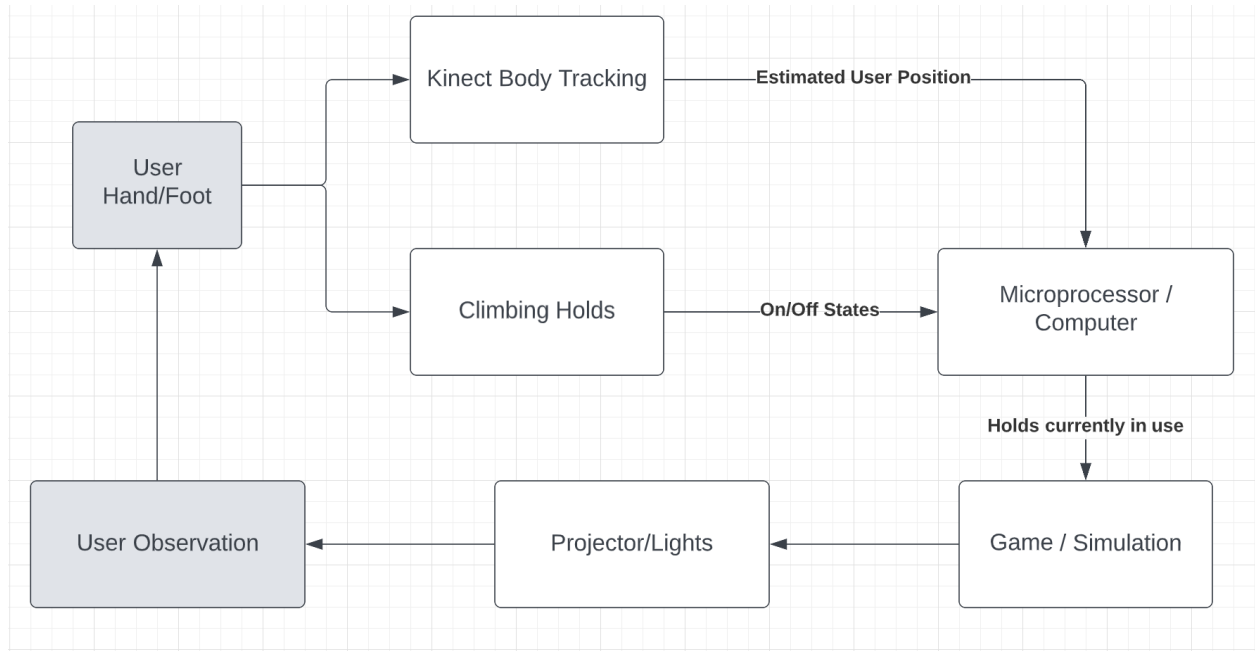 Kinect Body Tracking
Estimated User Position
User
Hand/Foot
Climbing Holds
On/Off States
Microprocessor /
Computer
Holds currently in use
User Observation
Projector/Lights
Game / Simulation